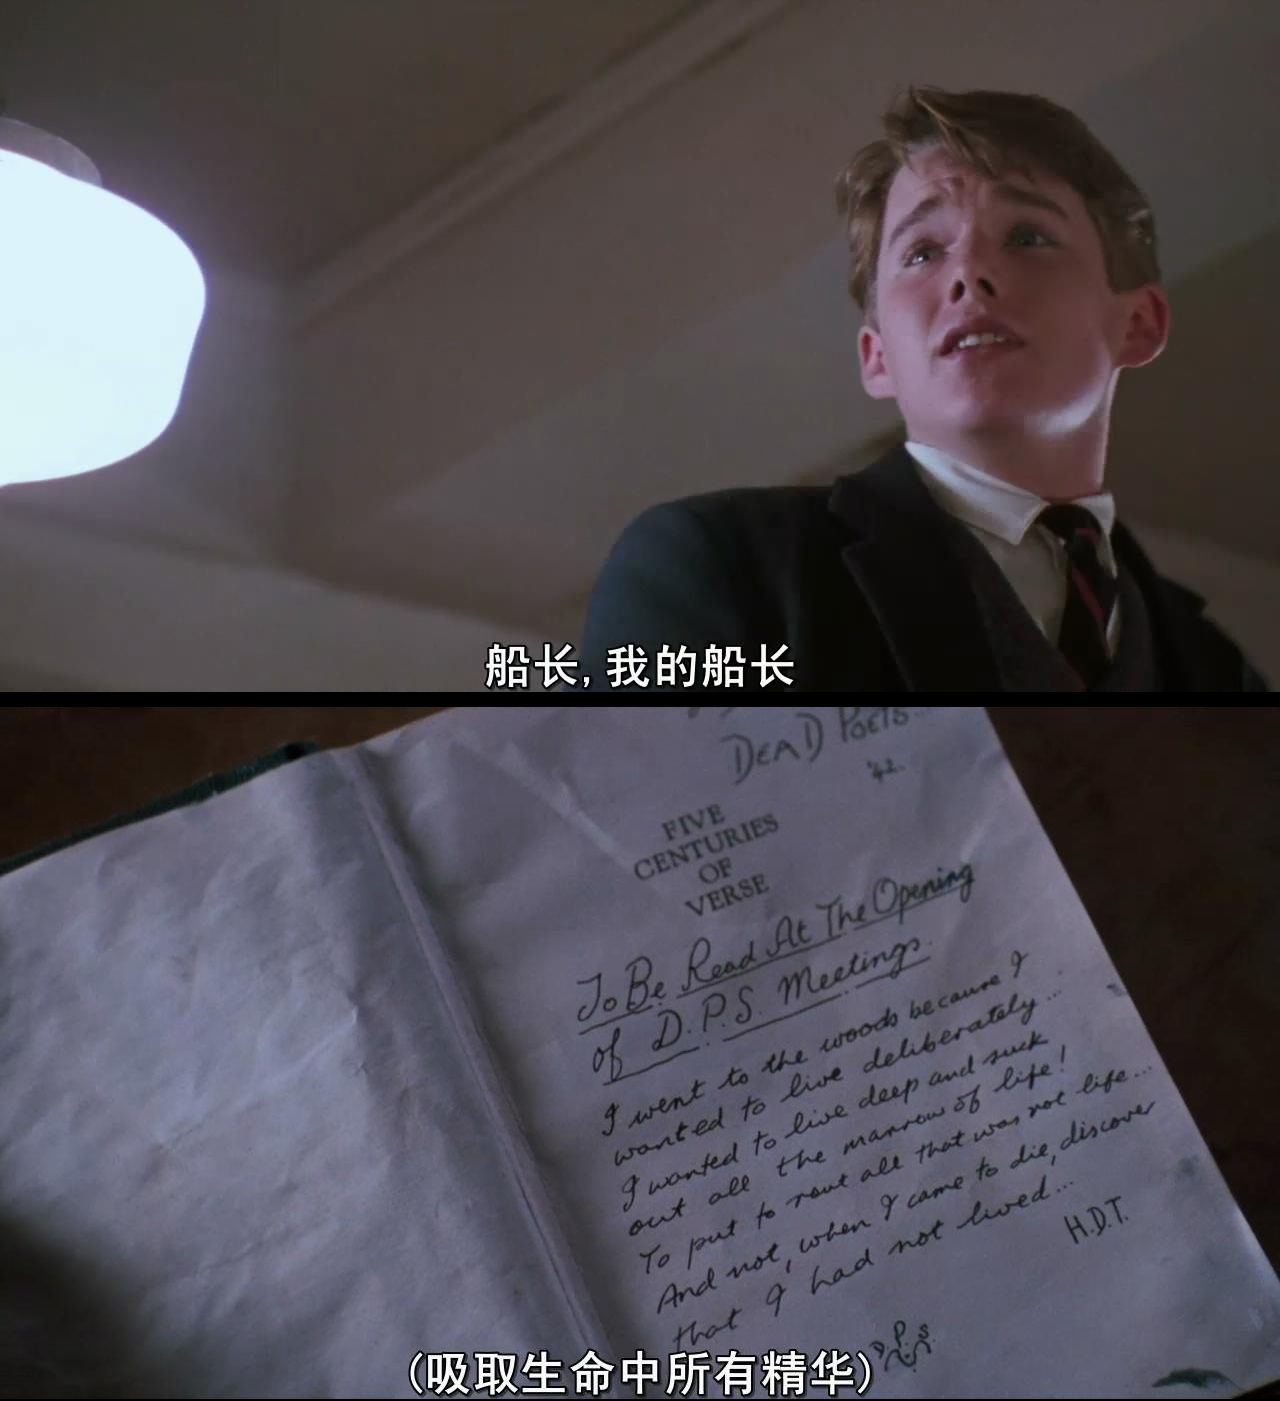 船长, 我的船长
DEAD POETS...
'42.
FIVE
CENTURIES
OF
VERSE
To Be Read At The Opening
of D.P.S. Meetings.
I went to the woods because I
wanted to live deliberately...
I wanted to live deep and suck
out all the marrow of life!
To put to rout all that was not life...
And not, when I came to die, discover
that I had not lived...
H.D.T.
D.P.S.
(吸取生命中所有精华)